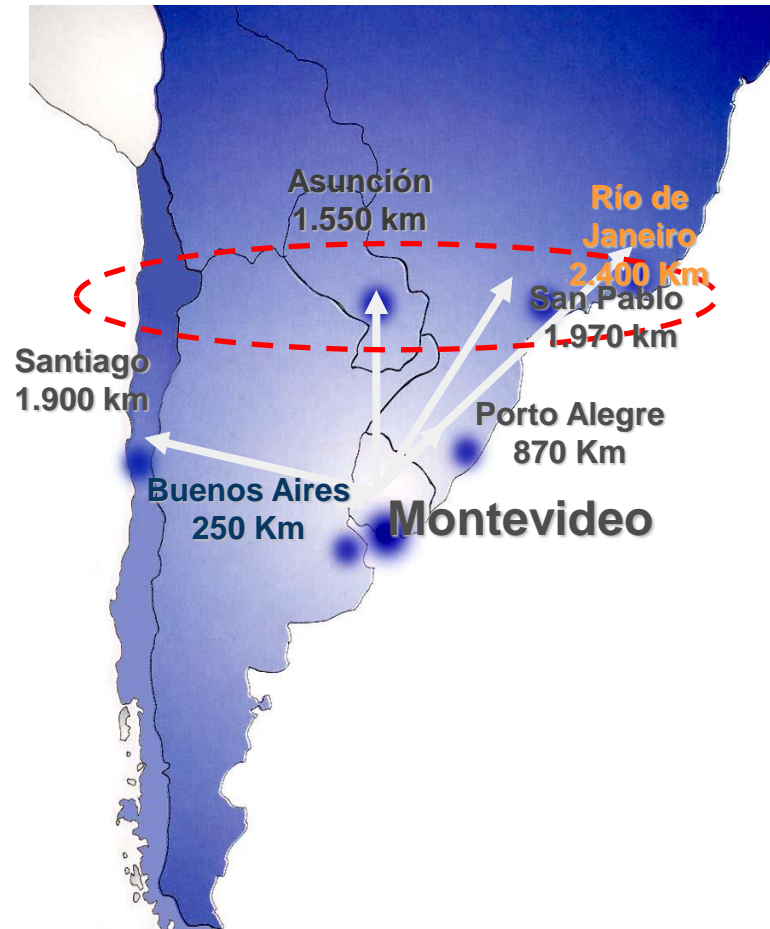 Asunción
1.550 km
Río de
Janeiro
2.400 Km
San Pablo
1.970 km
Santiago
1.900 km
Porto Alegre
870 Km
Buenos Aires
250 Km
Montevideo